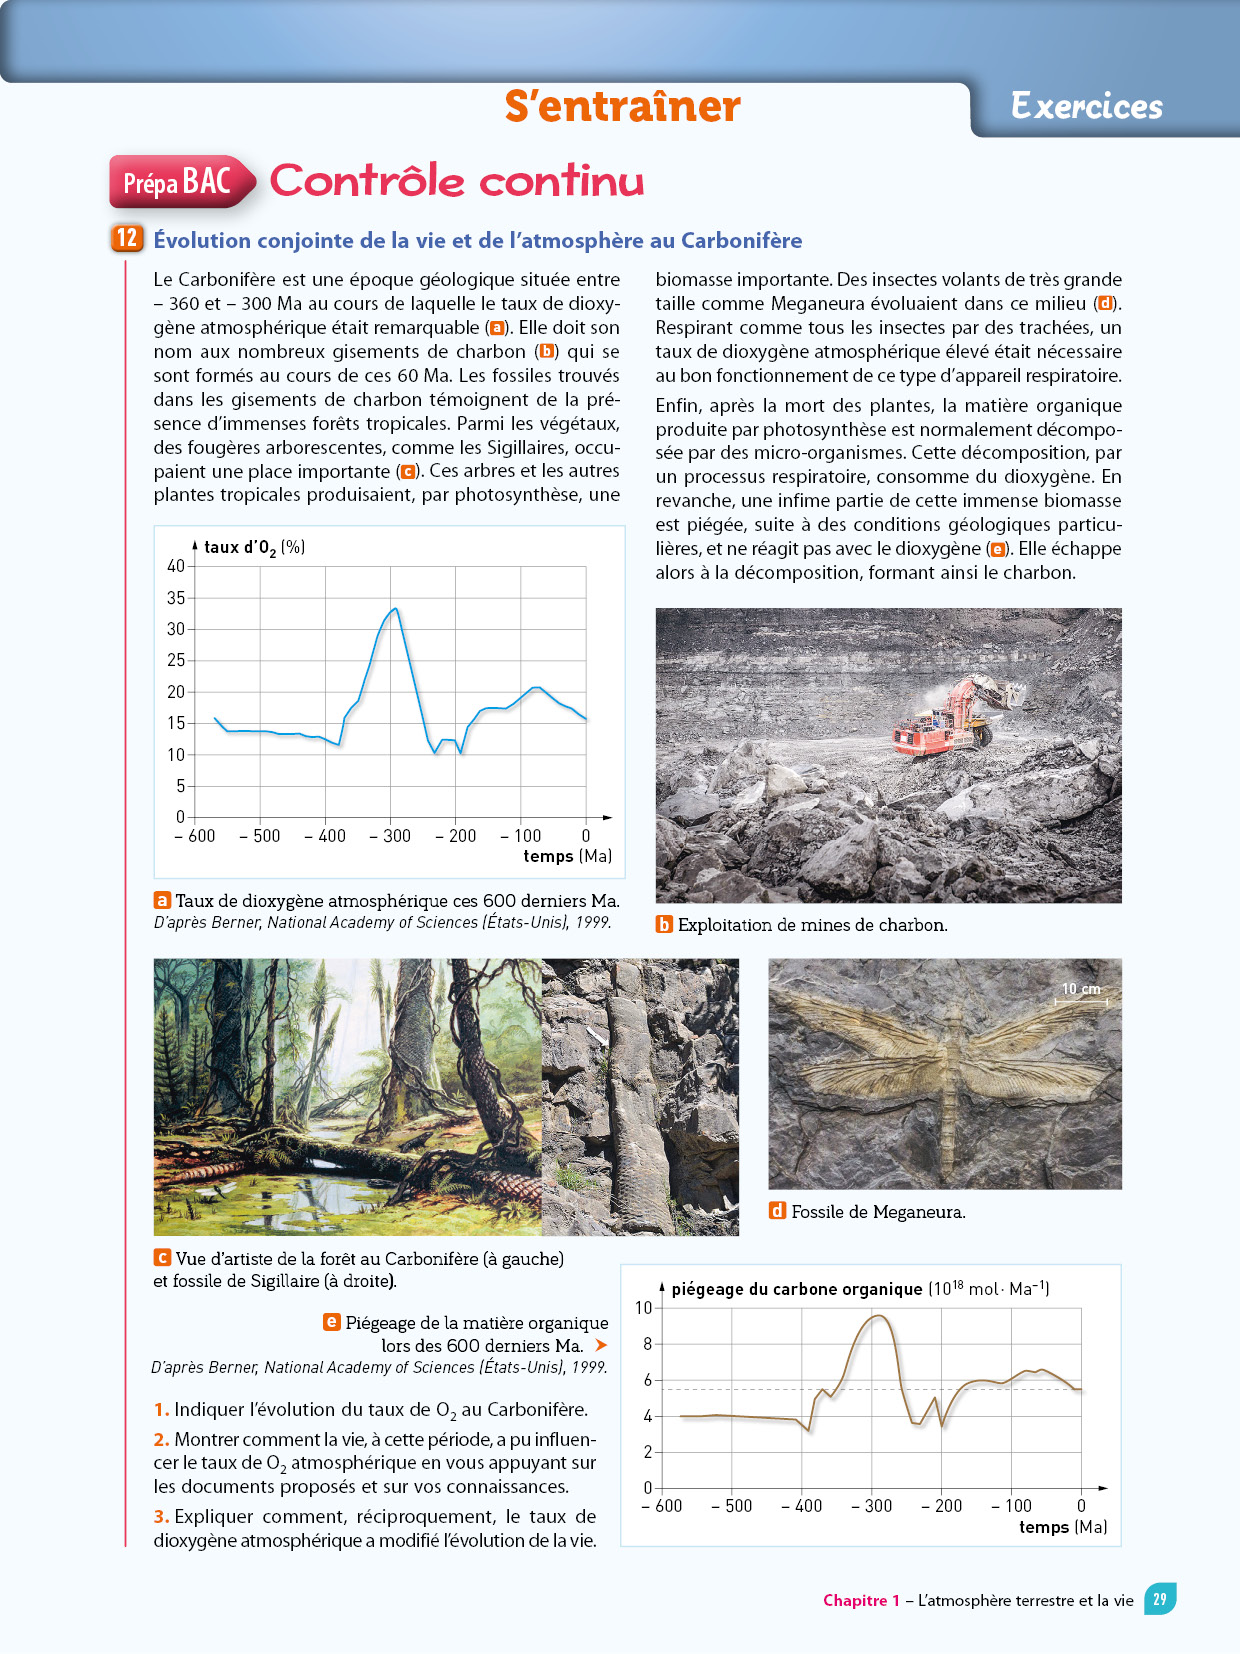 S'entraîner
Exercices
Prépa BAC
Contrôle continu
12 Évolution conjointe de la vie et de l'atmosphère au Carbonifère
Le Carbonifère est une époque géologique située entre
– 360 et – 300 Ma au cours de laquelle le taux de dioxy-
gène atmosphérique était remarquable (a). Elle doit son
nom aux nombreux gisements de charbon (b) qui se
sont formés au cours de ces 60 Ma. Les fossiles trouvés
dans les gisements de charbon témoignent de la pré-
sence d'immenses forêts tropicales. Parmi les végétaux,
des fougères arborescentes, comme les Sigillaires, occu-
paient une place importante (c). Ces arbres et les autres
plantes tropicales produisaient, par photosynthèse, une
biomasse importante. Des insectes volants de très grande
taille comme Meganeura évoluaient dans ce milieu (d).
Respirant comme tous les insectes par des trachées, un
taux de dioxygène atmosphérique élevé était nécessaire
au bon fonctionnement de ce type d'appareil respiratoire.
Enfin, après la mort des plantes, la matière organique
produite par photosynthèse est normalement décompo-
sée par des micro-organismes. Cette décomposition, par
un processus respiratoire, consomme du dioxygène. En
revanche, une infime partie de cette immense biomasse
est piégée, suite à des conditions géologiques particu-
lières, et ne réagit pas avec le dioxygène (e). Elle échappe
alors à la décomposition, formant ainsi le charbon.
taux d'O₂ (%)
40
35
30
25
20
15
10
5
0
– 600 – 500 – 400 – 300 – 200 – 100 0
temps (Ma)
a Taux de dioxygène atmosphérique ces 600 derniers Ma.
D'après Berner, National Academy of Sciences (États-Unis), 1999.
b Exploitation de mines de charbon.
10 cm
d Fossile de Meganeura.
c Vue d'artiste de la forêt au Carbonifère (à gauche)
et fossile de Sigillaire (à droite).
e Piégeage de la matière organique
lors des 600 derniers Ma. ➤
D'après Berner, National Academy of Sciences (États-Unis), 1999.
piégeage du carbone organique (10¹⁸ mol · Ma⁻¹)
10
8
6
4
2
0
– 600 – 500 – 400 – 300 – 200 – 100 0
temps (Ma)
1. Indiquer l'évolution du taux de O₂ au Carbonifère.
2. Montrer comment la vie, à cette période, a pu influen-
cer le taux de O₂ atmosphérique en vous appuyant sur
les documents proposés et sur vos connaissances.
3. Expliquer comment, réciproquement, le taux de
dioxygène atmosphérique a modifié l'évolution de la vie.
Chapitre 1 – L'atmosphère terrestre et la vie 29